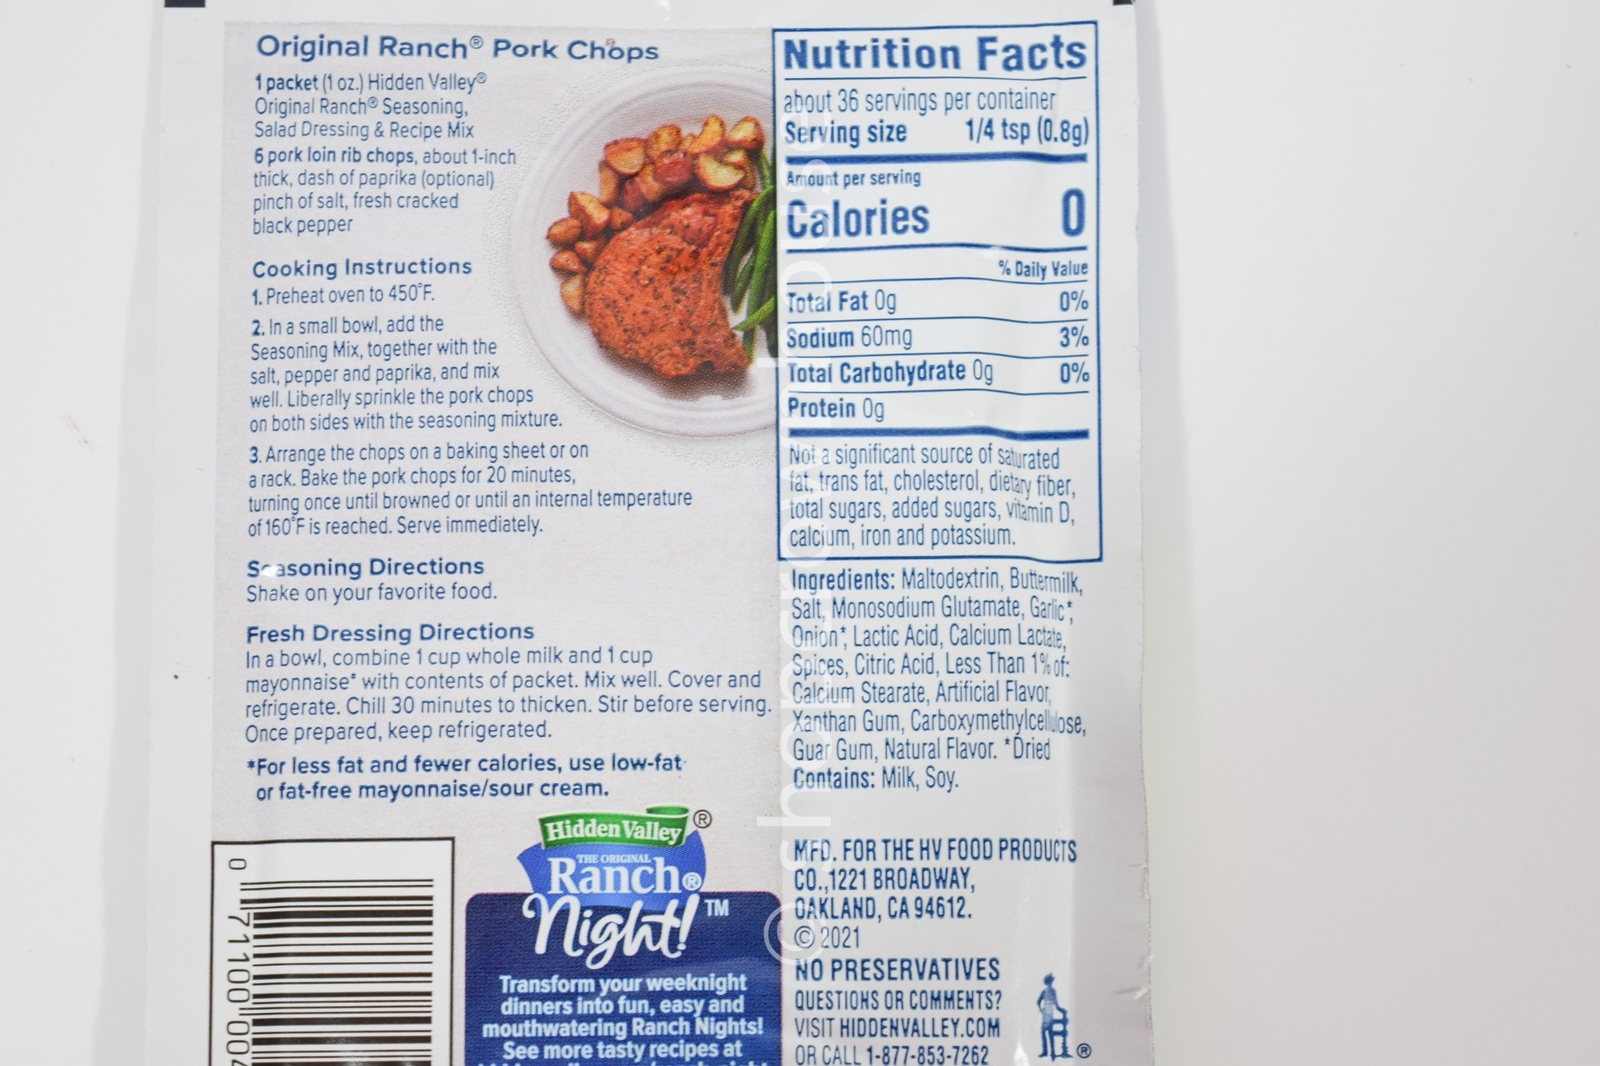 Original Ranch® Pork Chops
1 packet (1 oz.) Hidden Valley®
Original Ranch® Seasoning,
Salad Dressing & Recipe Mix
6 pork loin rib chops, about 1-inch
thick, dash of paprika (optional)
pinch of salt, fresh cracked
black pepper
Cooking Instructions
1. Preheat oven to 450°F.
2. In a small bowl, add the
Seasoning Mix, together with the
salt, pepper and paprika, and mix
well. Liberally sprinkle the pork chops
on both sides with the seasoning mixture.
3. Arrange the chops on a baking sheet or on
a rack. Bake the pork chops for 20 minutes,
turning once until browned or until an internal temperature
of 160°F is reached. Serve immediately.
Seasoning Directions
Shake on your favorite food.
Fresh Dressing Directions
In a bowl, combine 1 cup whole milk and 1 cup
mayonnaise* with contents of packet. Mix well. Cover and
refrigerate. Chill 30 minutes to thicken. Stir before serving.
Once prepared, keep refrigerated.
*For less fat and fewer calories, use low-fat
or fat-free mayonnaise/sour cream.
0 71100 004
Hidden Valley®
THE ORIGINAL
Ranch®
Night!™
Transform your weeknight
dinners into fun, easy and
mouthwatering Ranch Nights!
See more tasty recipes at
Nutrition Facts
about 36 servings per container
Serving size 1/4 tsp (0.8g)
Amount per serving
Calories 0
% Daily Value
Total Fat 0g 0%
Sodium 60mg 3%
Total Carbohydrate 0g 0%
Protein 0g
Not a significant source of saturated
fat, trans fat, cholesterol, dietary fiber,
total sugars, added sugars, vitamin D,
calcium, iron and potassium.
Ingredients: Maltodextrin, Buttermilk,
Salt, Monosodium Glutamate, Garlic*,
Onion*, Lactic Acid, Calcium Lactate,
Spices, Citric Acid, Less Than 1% of:
Calcium Stearate, Artificial Flavor,
Xanthan Gum, Carboxymethylcellulose,
Guar Gum, Natural Flavor. *Dried
Contains: Milk, Soy.
MFD. FOR THE HV FOOD PRODUCTS
CO.,1221 BROADWAY,
OAKLAND, CA 94612.
© 2021
NO PRESERVATIVES
QUESTIONS OR COMMENTS?
VISIT HIDDENVALLEY.COM
OR CALL 1-877-853-7262
®